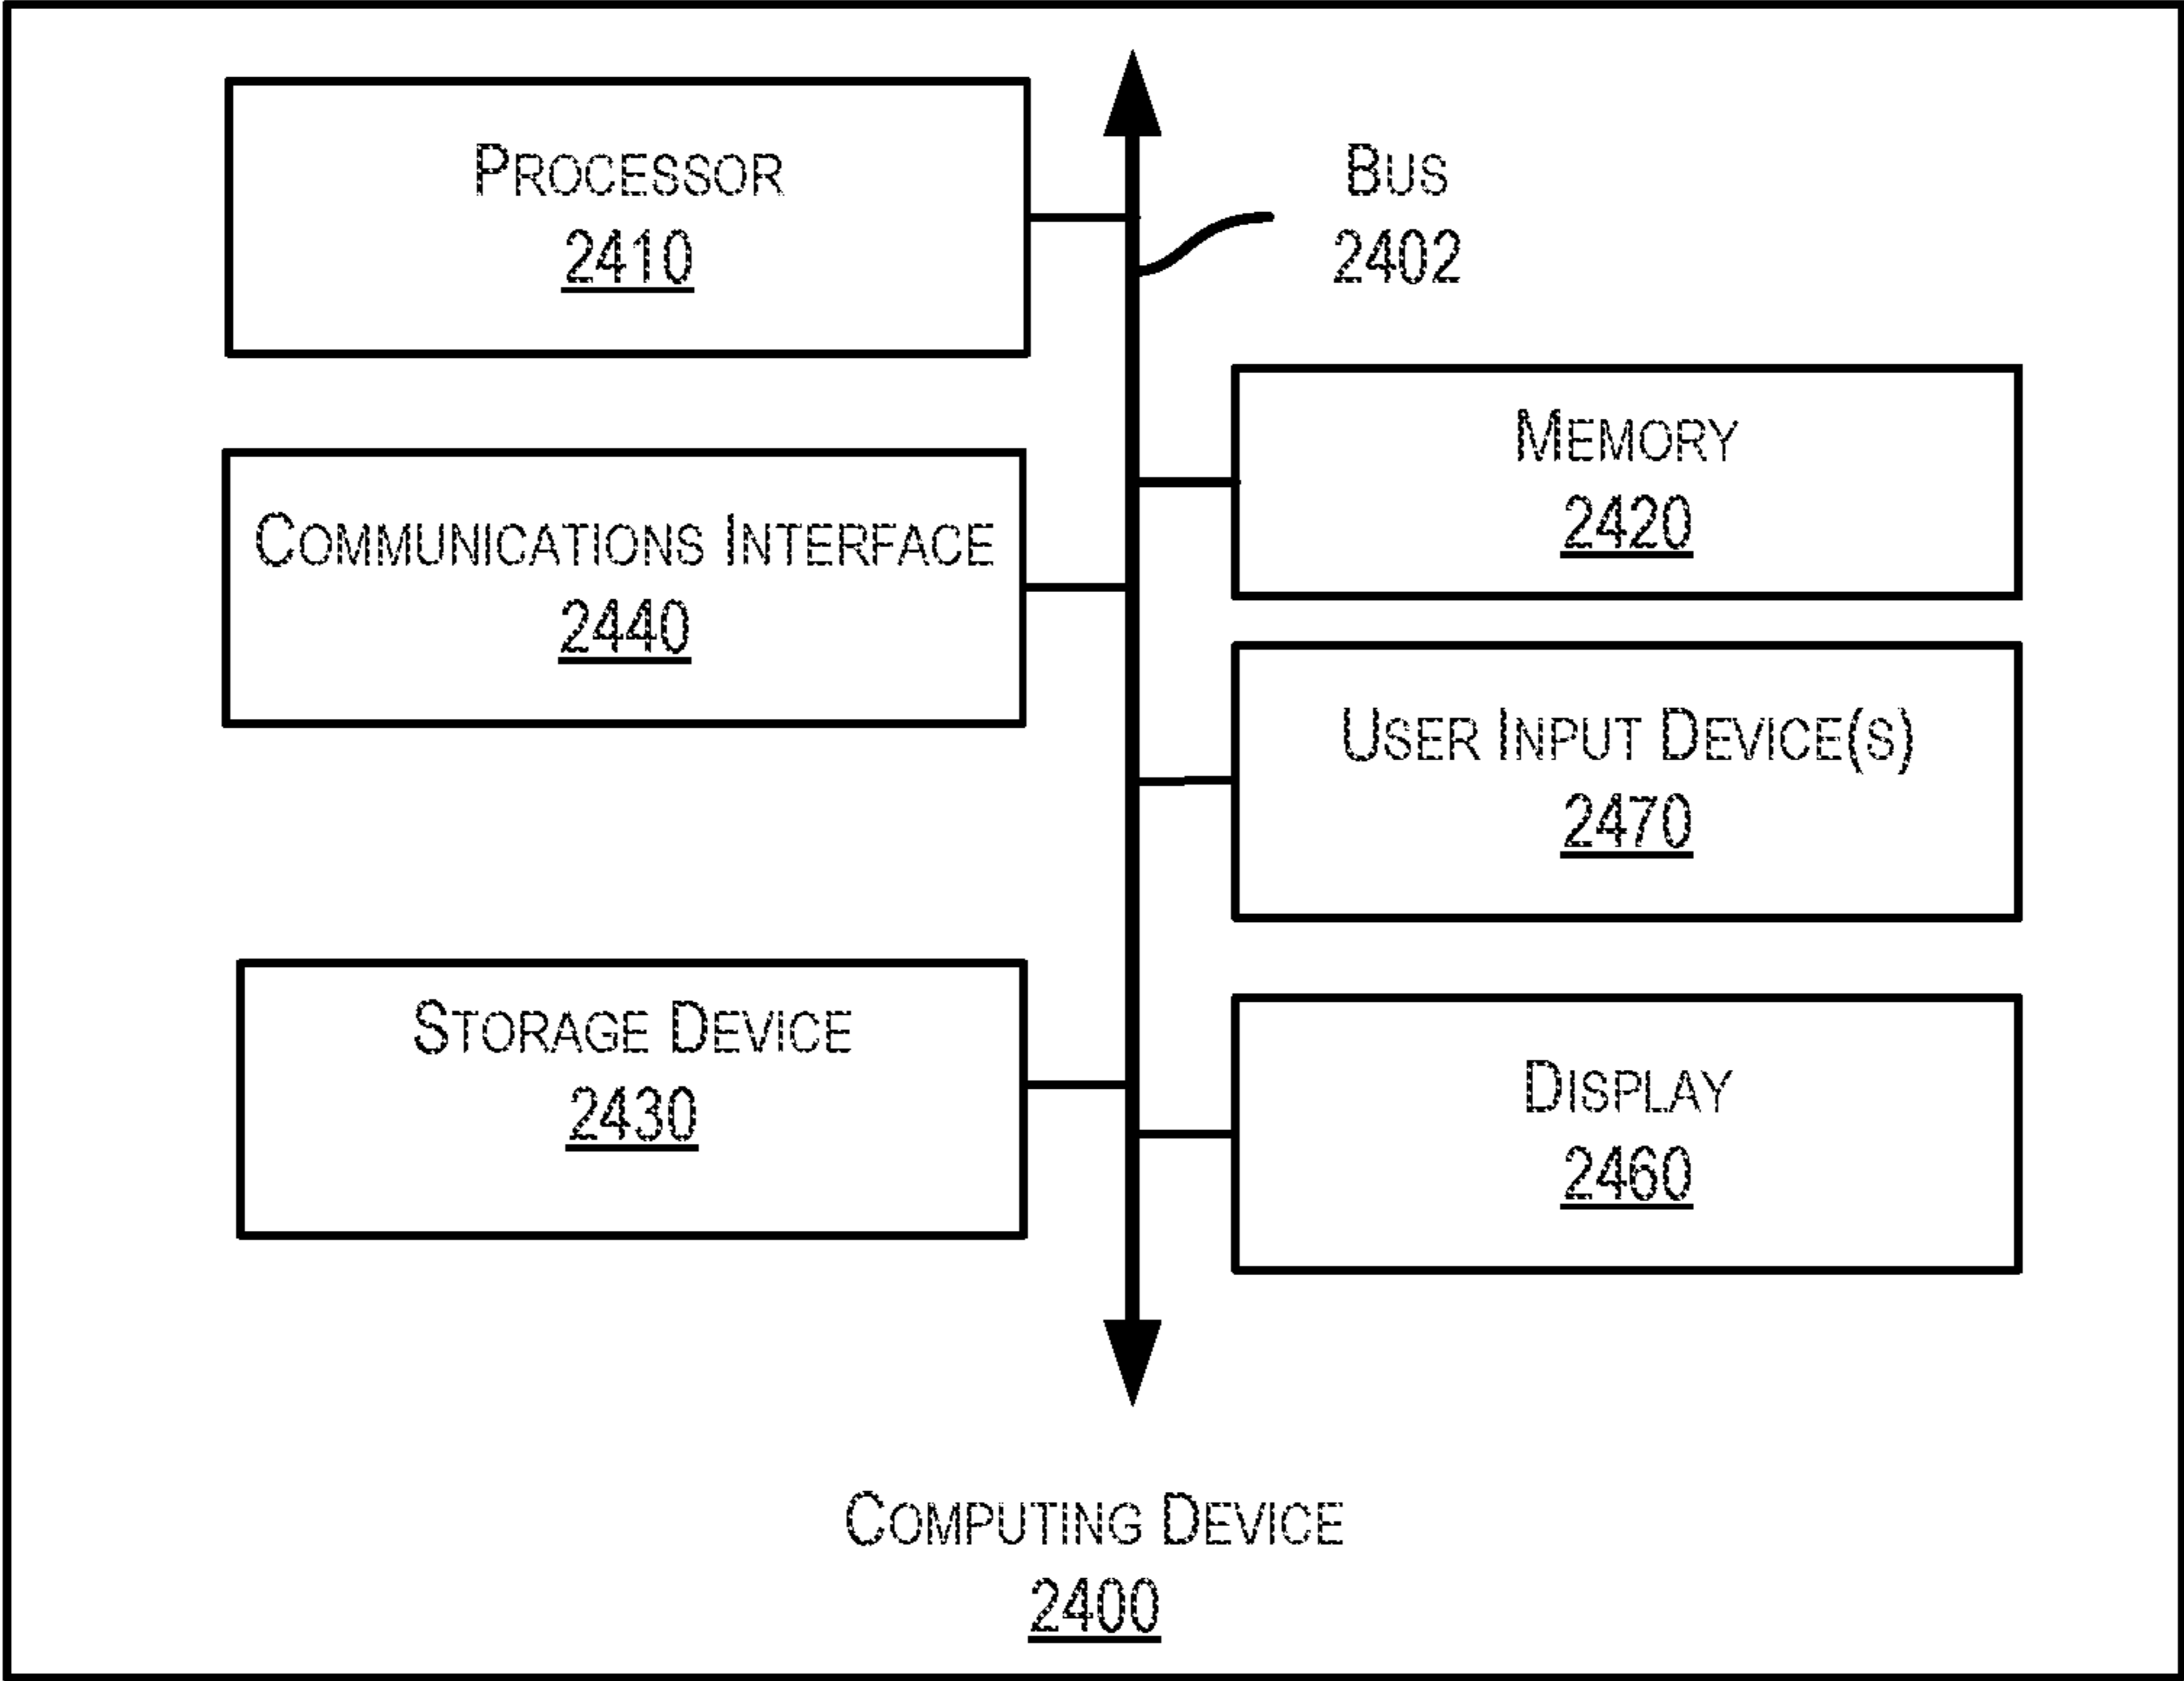 PROCESSOR
2410
BUS
2402
MEMORY
2420
COMMUNICATIONS INTERFACE
2440
USER INPUT DEVICE(S)
2470
STORAGE DEVICE
2430
DISPLAY
2460
COMPUTING DEVICE
2400